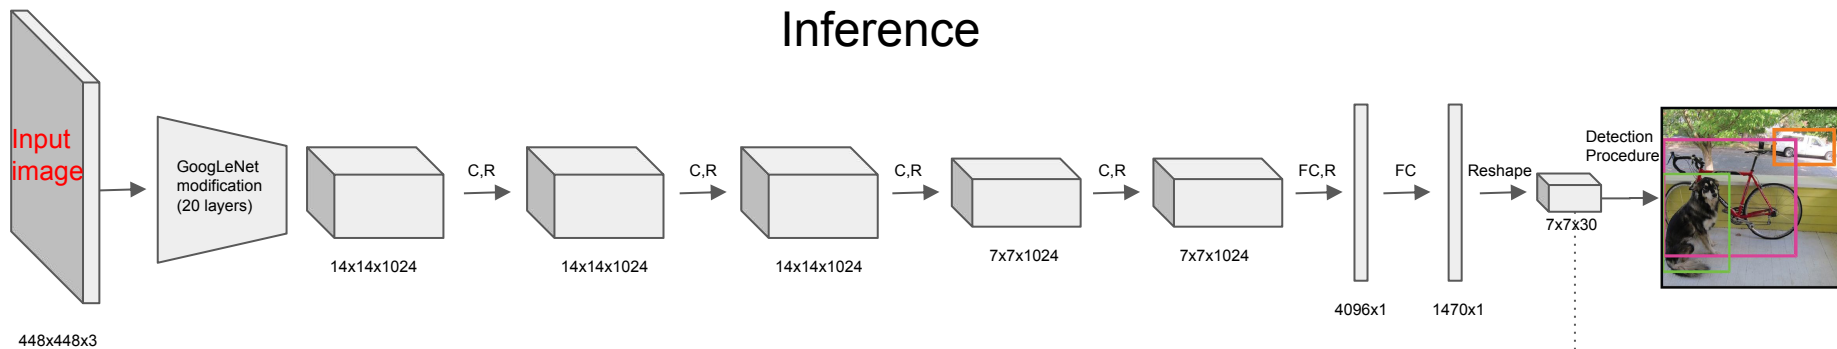 Inference
Input
image
448x448x3
GoogLeNet
modification
(20 layers)
14x14x1024
C,R
14x14x1024
C,R
14x14x1024
C,R
7x7x1024
C,R
7x7x1024
FC,R
4096x1
FC
1470x1
Reshape
7x7x30
Detection
Procedure